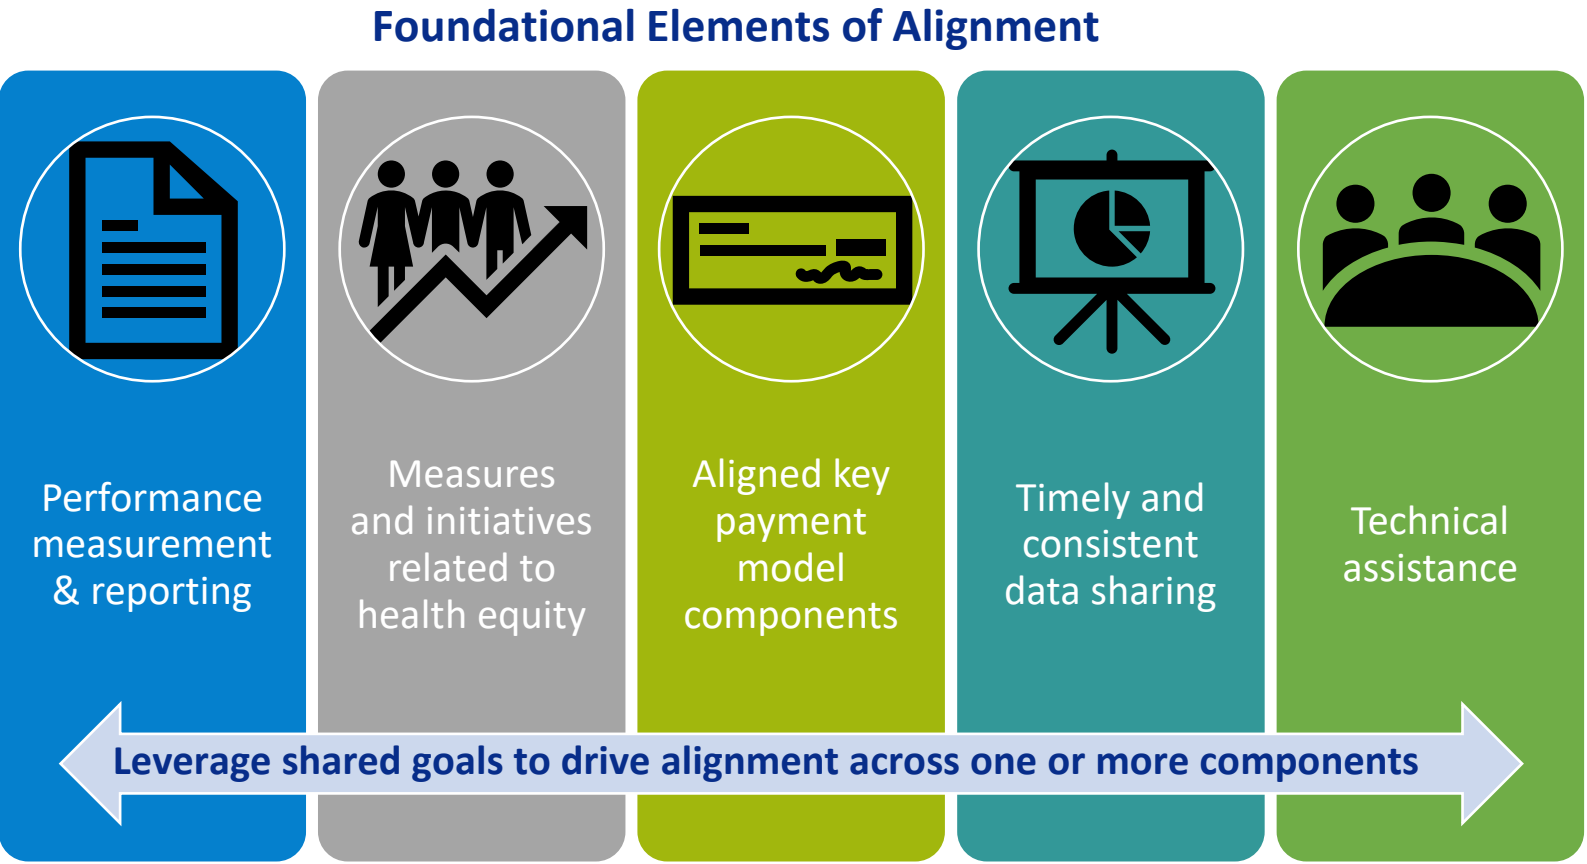 Foundational Elements of Alignment
Performance
measurement
& reporting
Measures
and initiatives
related to
health equity
Aligned key
payment
model
components
Timely and
consistent
data sharing
Technical
assistance
Leverage shared goals to drive alignment across one or more components